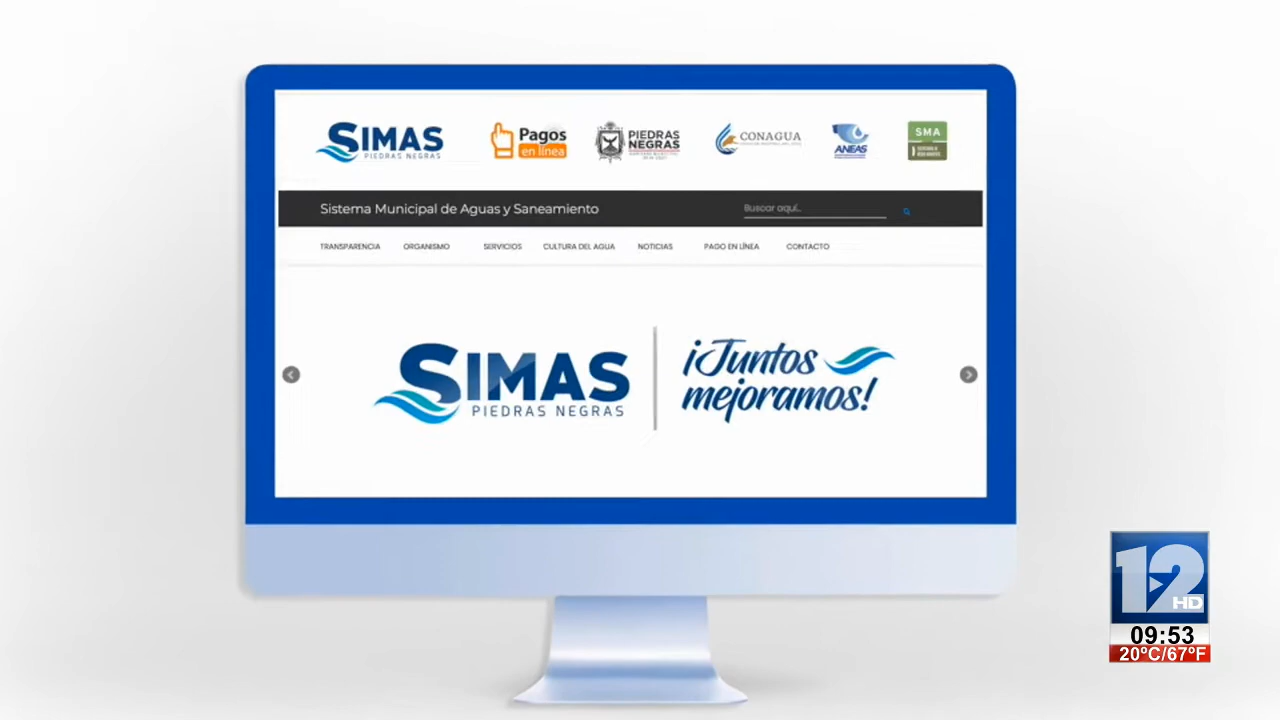 SIMAS
PIEDRAS NEGRAS
Pagos
en línea
PIEDRAS
NEGRAS
CONAGUA
ANEAS
SMA
Sistema Municipal de Aguas y Saneamiento
Buscar aquí...
TRANSPARENCIA ORGANISMO SERVICIOS CULTURA DEL AGUA NOTICIAS PAGO EN LÍNEA CONTACTO
SIMAS
PIEDRAS NEGRAS
¡Juntos
mejoramos!
12
HD
09:53
20ºC/67ºF